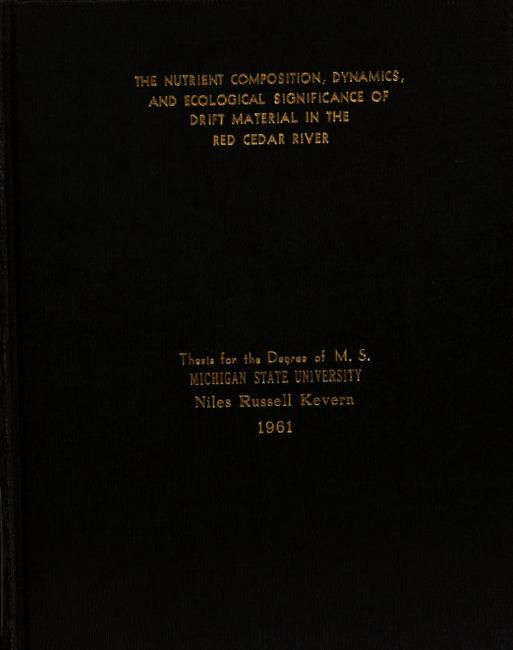 THE NUTRIENT COMPOSITION, DYNAMICS,
AND ECOLOGICAL SIGNIFICANCE OF
DRIFT MATERIAL IN THE
RED CEDAR RIVER
Thesis for the Degree of M. S.
MICHIGAN STATE UNIVERSITY
Niles Russell Kevern
1961